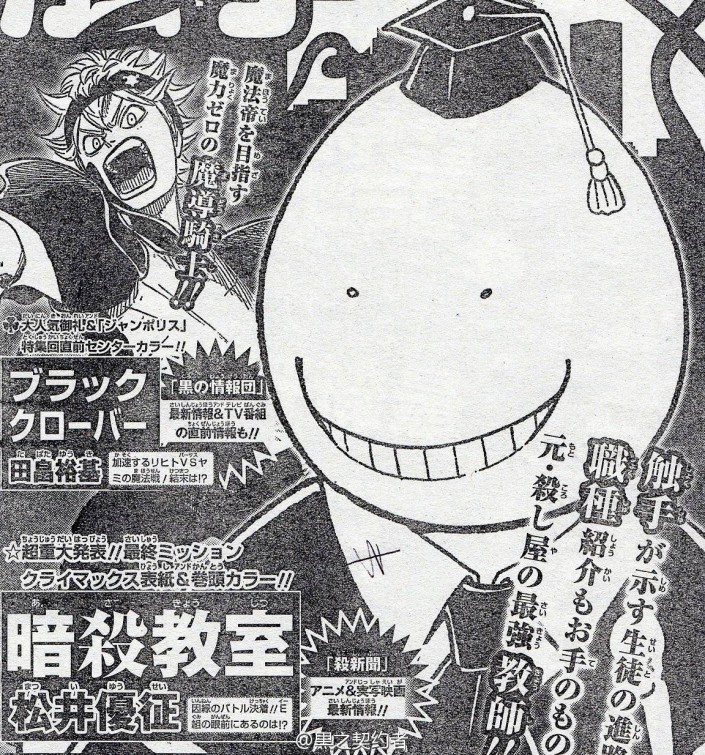 魔法帝を目指す
魔力ゼロの
魔導騎士!!!
大人気御礼&「ジャンポリス」
特集回直前センターカラー!!
ブラック
クローバー
田畠裕基
「黒の情報団」
最新情報&TV番組
の直前情報も!!
加速するリヒトVSヤ
ミの魔法戦!結末は!?
触手が示す生徒の進
職種紹介もお手のもの
元・殺し屋の最強教師!!
☆超重大発表!!最終ミッション
クライマックス表紙&巻頭カラー!!
暗殺教室
松井優征
因縁のバトル決着!!E
組の眼前にあるのは!?
「殺新聞」
アニメ&実写映画
最新情報!!
@黒之契约者